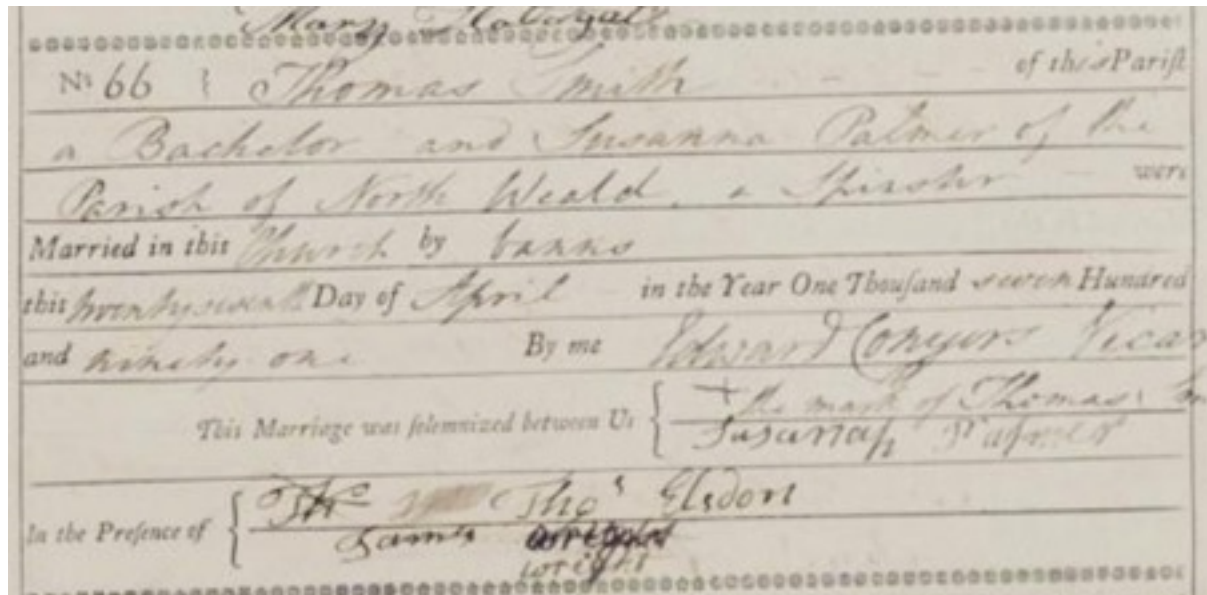 Mary
No 66 } Thomas Smith of this Parish
a Bachelor and Susanna Palmer of the
Parish of North Weald, a Spinster were
Married in this Church by banns
this Day of April in the Year One Thousand seven Hundred
and ninety one By me Edward Conyers Vicar
This Marriage was solemnized between Us { + the mark of Thomas
Susanah Palmer
In the Presence of { Thos Elsdon
James
wright